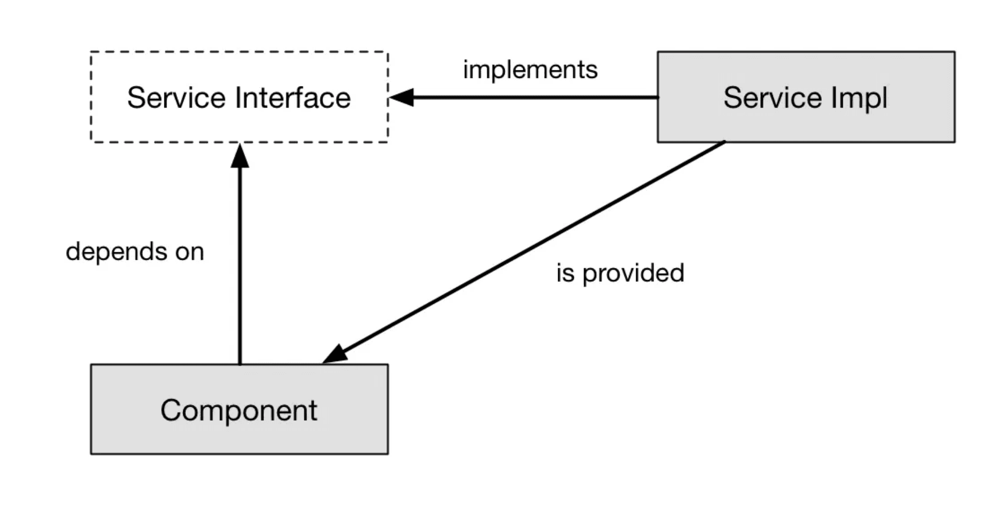 implements
Service Interface
Service Impl
depends on
is provided
Component